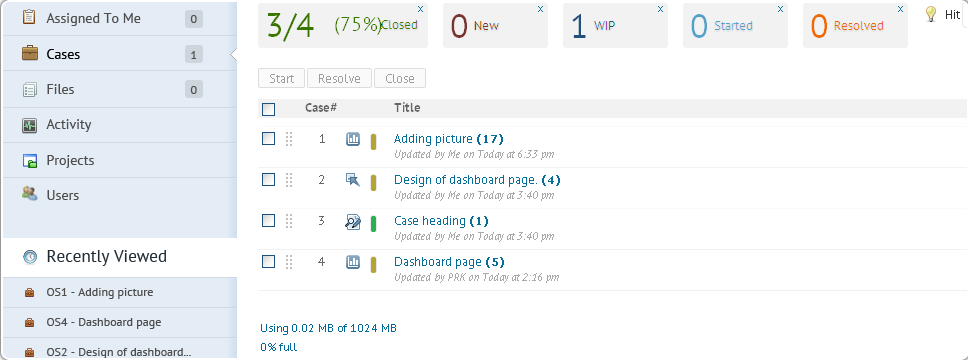 Assigned To Me 0
Cases 1
Files 0
Activity
Projects
Users
Recently Viewed
OS1 - Adding picture
OS4 - Dashboard page
OS2 - Design of dashboard...
3/4 (75%) Closed x
0 New x
1 WIP x
0 Started x
0 Resolved x
Hit
Start Resolve Close
Case# Title
1 Adding picture (17)
Updated by Me on Today at 6:33 pm
2 Design of dashboard page. (4)
Updated by Me on Today at 3:40 pm
3 Case heading (1)
Updated by Me on Today at 3:40 pm
4 Dashboard page (5)
Updated by PRK on Today at 2:16 pm
Using 0.02 MB of 1024 MB
0% full